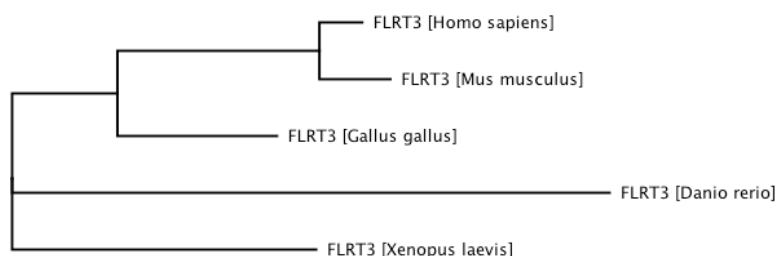 FLRT3 [Homo sapiens]
FLRT3 [Mus musculus]
FLRT3 [Gallus gallus]
FLRT3 [Danio rerio]
FLRT3 [Xenopus laevis]